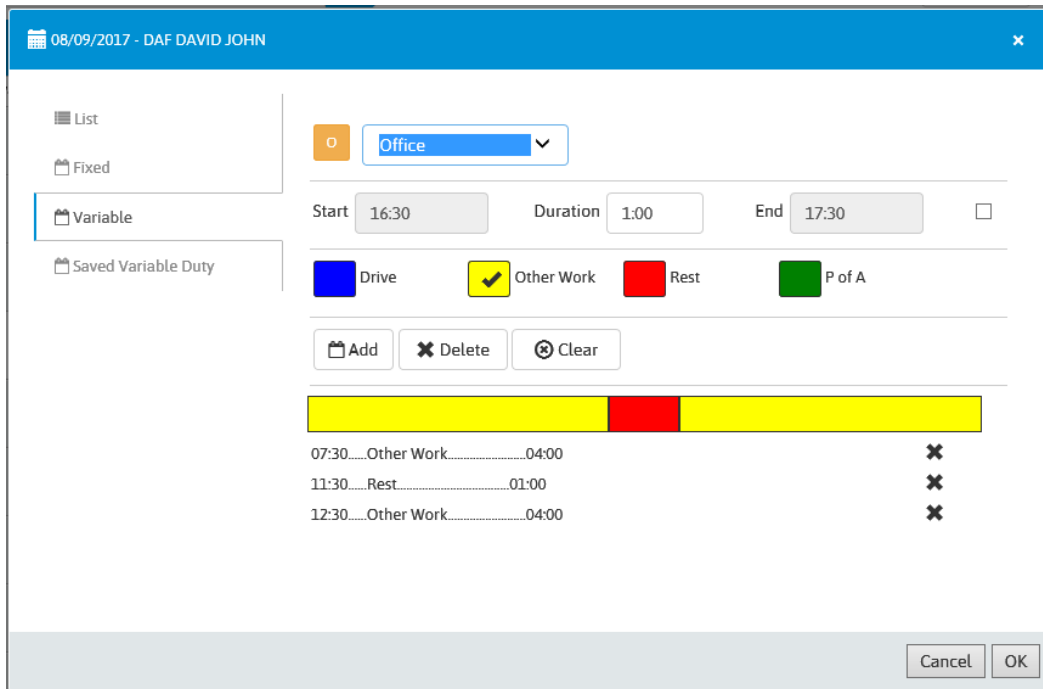 08/09/2017 - DAF DAVID JOHN
List
Fixed
Variable
Saved Variable Duty
O Office
Start 16:30 Duration 1:00 End 17:30
Drive Other Work Rest P of A
Add Delete Clear
07:30......Other Work..........................04:00
11:30......Rest.....................................01:00
12:30......Other Work..........................04:00
Cancel OK